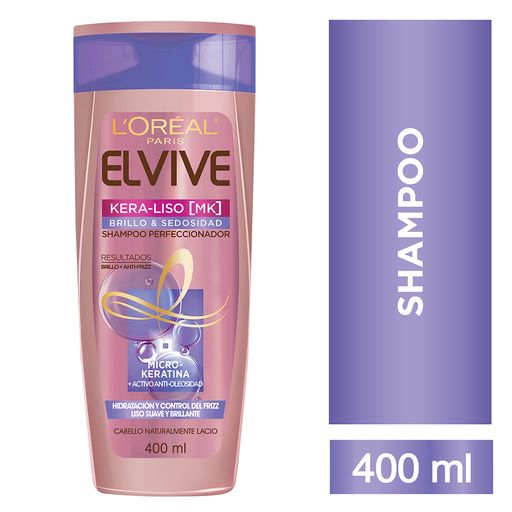 L'ORÉAL
PARIS
ELVIVE
KERA-LISO [MK]
BRILLO & SEDOSIDAD
SHAMPOO PERFECCIONADOR
RESULTADOS
BRILLO + ANTI-FRIZZ
MICRO-
KERATINA
+ ACTIVO ANTI-OLEOSIDAD
HIDRATACIÓN Y CONTROL DEL FRIZZ
LISO SUAVE Y BRILLANTE
CABELLO NATURALMENTE LACIO
400 ml
SHAMPOO
400 ml